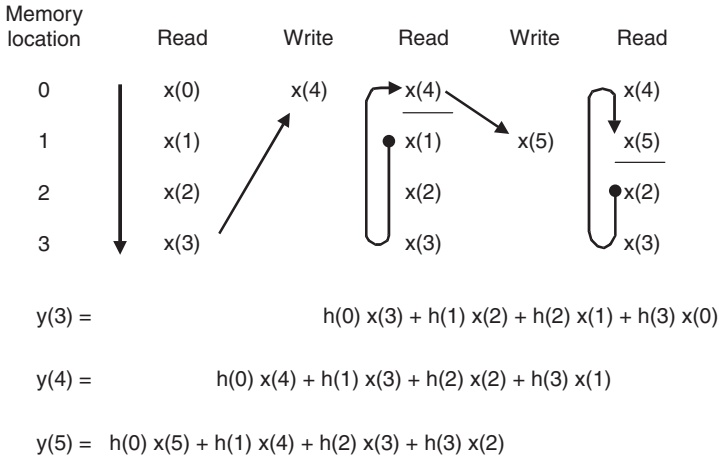 Memory
location Read Write Read Write Read
0 x(0) x(4) x(4) x(4)
1 x(1) x(1) x(5) x(5)
2 x(2) x(2) x(2)
3 x(3) x(3) x(3)
y(3) = h(0) x(3) + h(1) x(2) + h(2) x(1) + h(3) x(0)
y(4) = h(0) x(4) + h(1) x(3) + h(2) x(2) + h(3) x(1)
y(5) = h(0) x(5) + h(1) x(4) + h(2) x(3) + h(3) x(2)